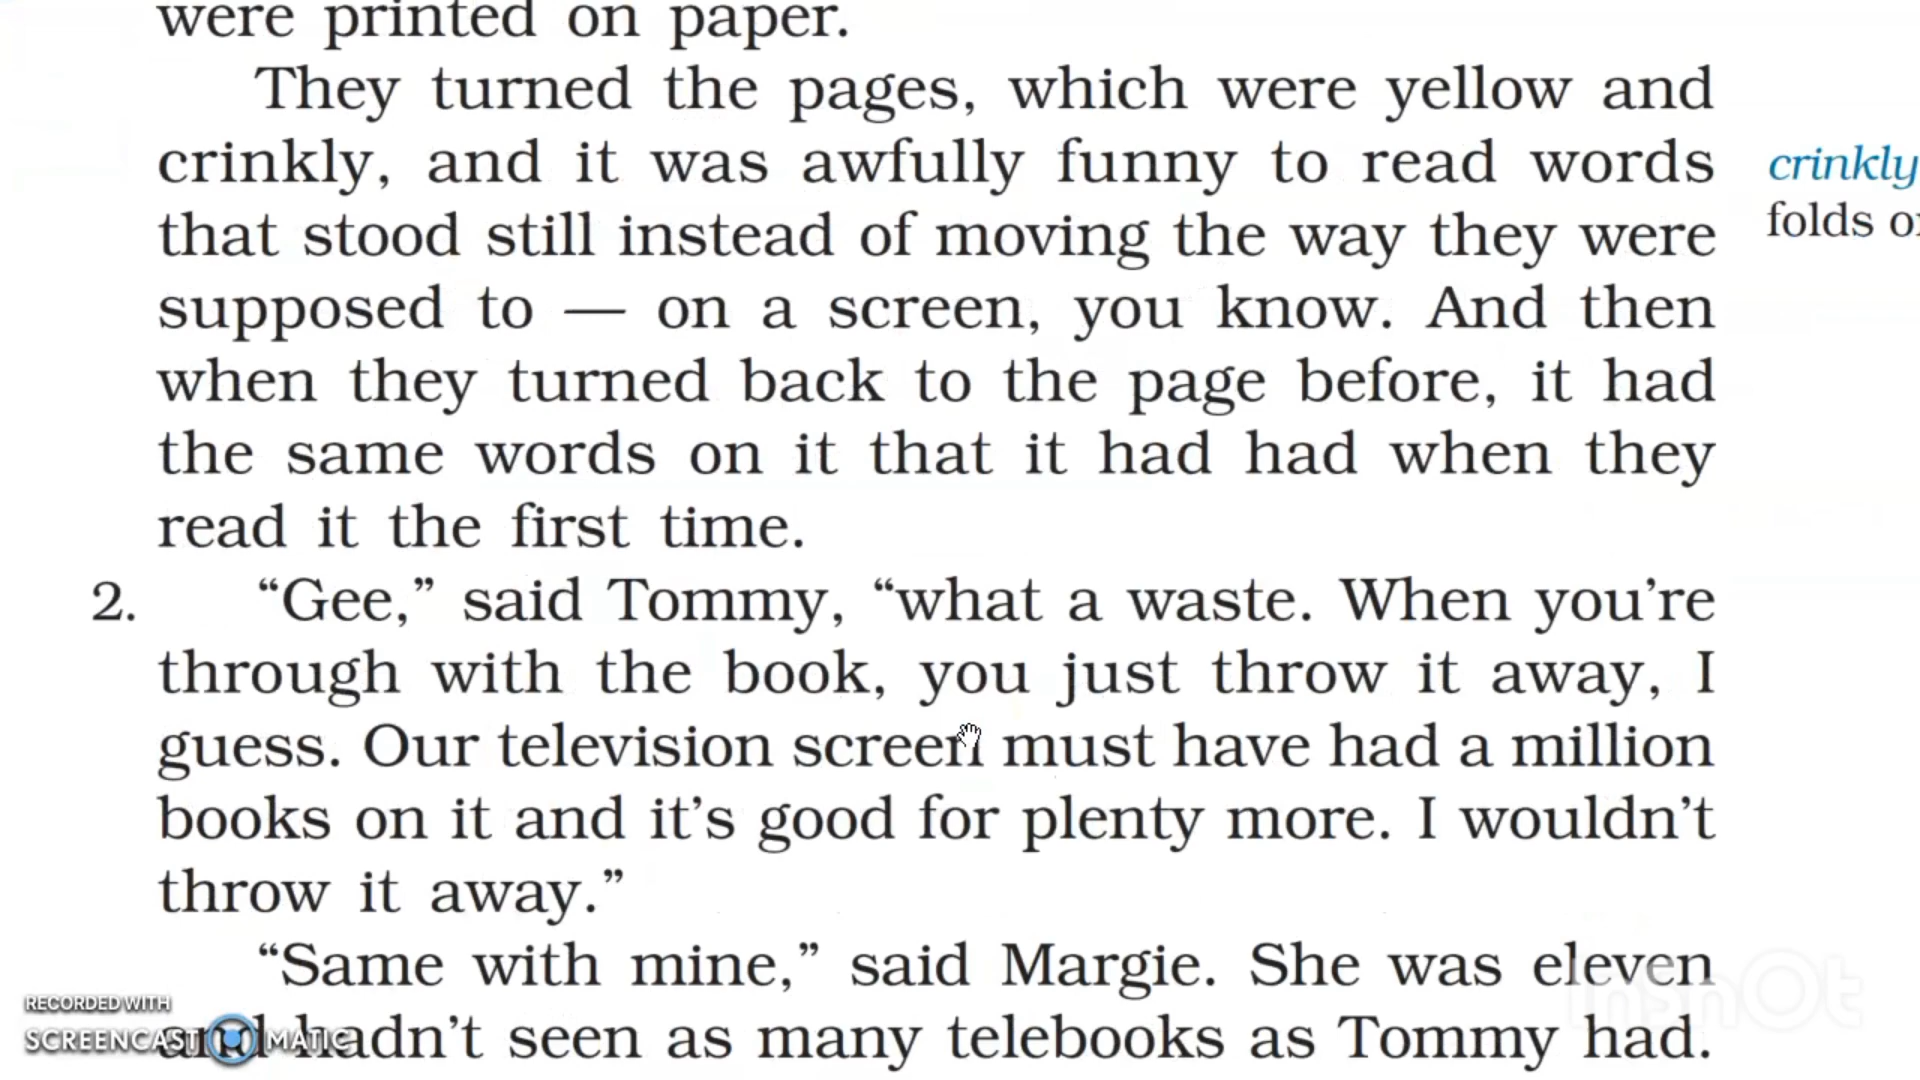 were printed on paper.
They turned the pages, which were yellow and
crinkly, and it was awfully funny to read words
that stood still instead of moving the way they were
supposed to — on a screen, you know. And then
when they turned back to the page before, it had
the same words on it that it had had when they
read it the first time.
2. “Gee,” said Tommy, “what a waste. When you’re
through with the book, you just throw it away, I
guess. Our television screen must have had a million
books on it and it’s good for plenty more. I wouldn’t
throw it away.”
“Same with mine,” said Margie. She was eleven
and hadn’t seen as many telebooks as Tommy had.
crinkly
folds
RECORDED WITH
SCREENCAST O MATIC
InShOt